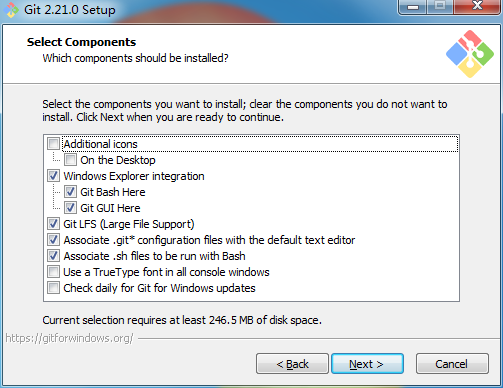 Git 2.21.0 Setup
Select Components
Which components should be installed?
Select the components you want to install; clear the components you do not want to
install. Click Next when you are ready to continue.
Additional icons
On the Desktop
Windows Explorer integration
Git Bash Here
Git GUI Here
Git LFS (Large File Support)
Associate .git* configuration files with the default text editor
Associate .sh files to be run with Bash
Use a TrueType font in all console windows
Check daily for Git for Windows updates
Current selection requires at least 246.5 MB of disk space.
https://gitforwindows.org/
< Back Next > Cancel